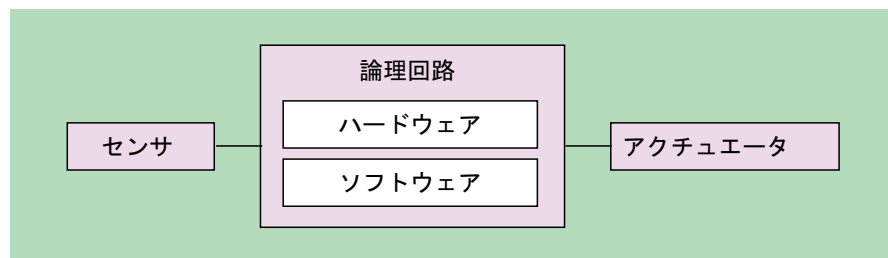 論理回路
ハードウェア
センサ
アクチュエータ
ソフトウェア